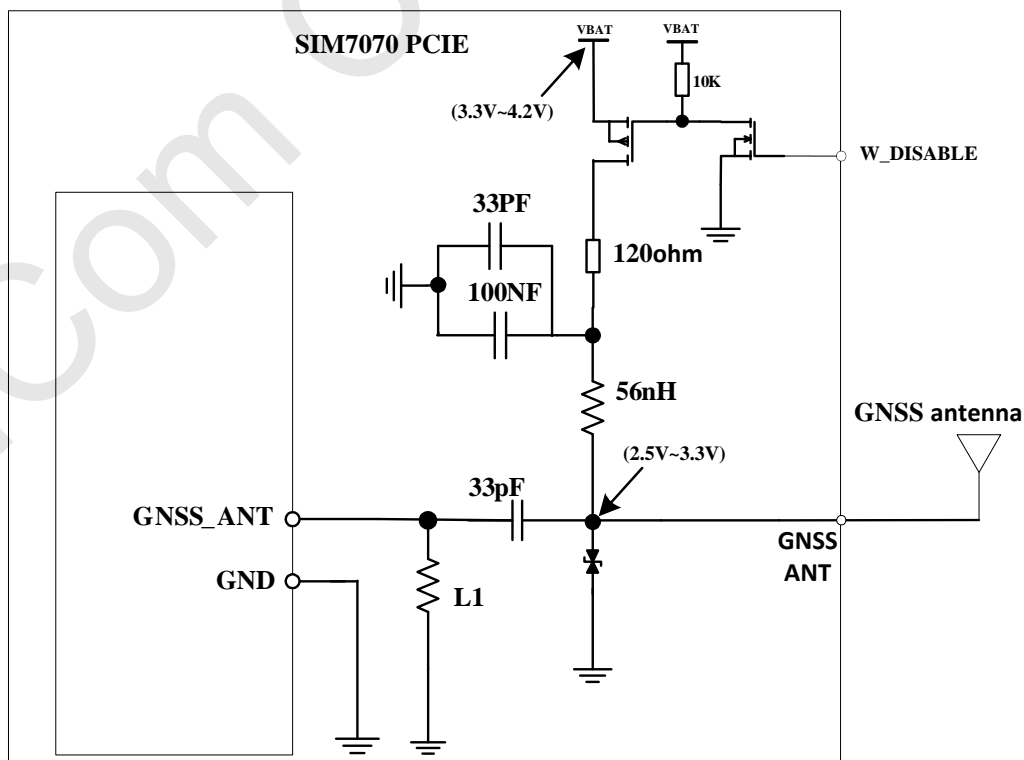 VBAT
VBAT
SIM7070 PCIE
10K
(3.3V~4.2V)
W_DISABLE
33PF
120ohm
100NF
56nH
GNSS antenna
(2.5V~3.3V)
33pF
GNSS_ANT
GNSS
ANT
GND
L1